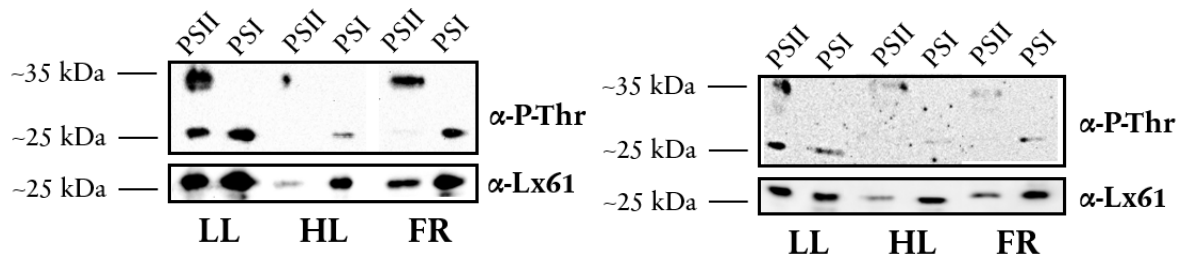 PSII PSI PSII PSI PSII PSI
~35 kDa
α-P-Thr
~25 kDa
~25 kDa
α-Lx61
LL HL FR
PSII PSI PSII PSI PSII PSI
~35 kDa
α-P-Thr
~25 kDa
~25 kDa
α-Lx61
LL HL FR